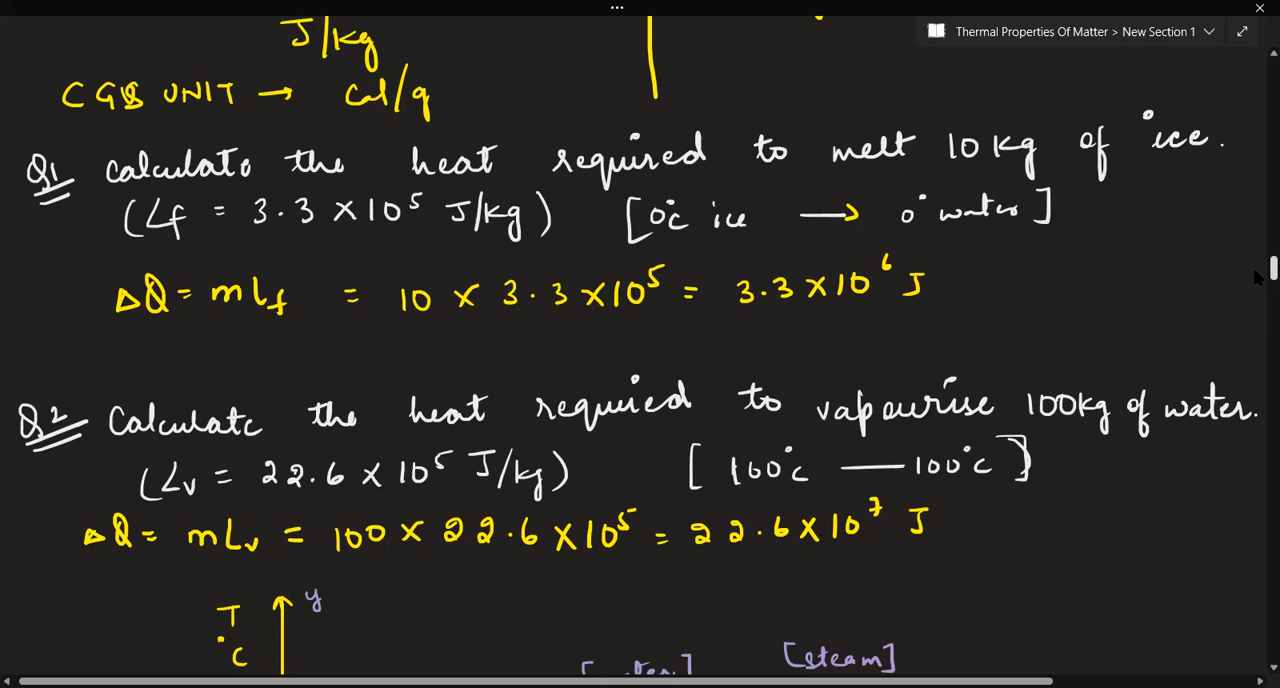 Thermal Properties Of Matter > New Section 1
J/kg
CGS UNIT → Cal/g
Q1 Calculate the heat required to melt 10 kg of ice.
(Lf = 3.3 × 10⁵ J/kg) [0°C ice → 0° water]
ΔQ = mLf = 10 × 3.3 × 10⁵ = 3.3 × 10⁶ J
Q2 Calculate the heat required to vapourise 100kg of water.
(Lv = 22.6 × 10⁵ J/kg) [100°C — 100°C]
ΔQ = mLv = 100 × 22.6 × 10⁵ = 22.6 × 10⁷ J
T y
°C
[steam]